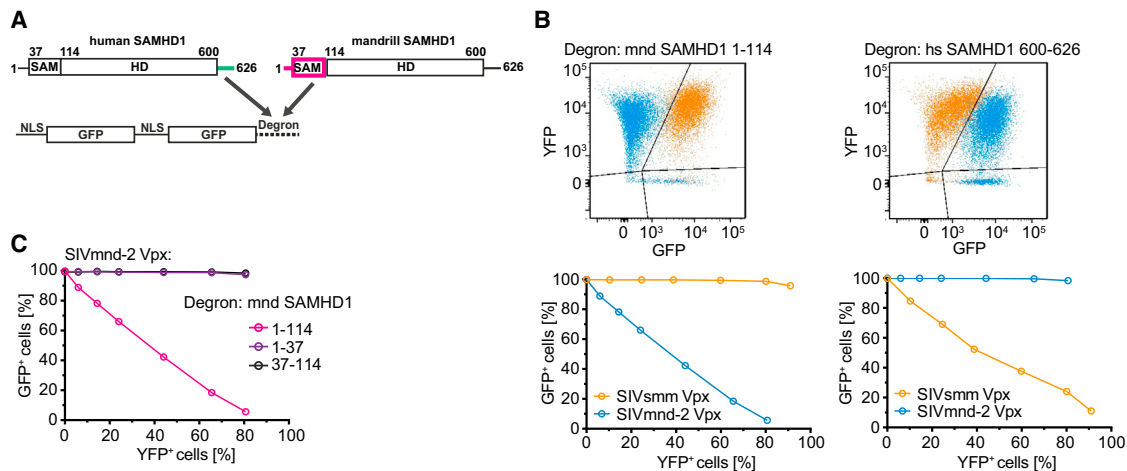 A
human SAMHD1
mandrill SAMHD1
37 114 600
37 114 600
1 SAM HD 626
1 SAM HD 626
NLS GFP NLS GFP Degron
B
Degron: mnd SAMHD1 1-114
Degron: hs SAMHD1 600-626
YFP
10⁵
10⁴
10³
0
0 10³ 10⁴ 10⁵
GFP
YFP
10⁵
10⁴
10³
0
0 10³ 10⁴ 10⁵
GFP
GFP⁺ cells [%]
100
80
60
40
20
0
SIVsmm Vpx
SIVmnd-2 Vpx
0 20 40 60 80 100
YFP⁺ cells [%]
GFP⁺ cells [%]
100
80
60
40
20
0
SIVsmm Vpx
SIVmnd-2 Vpx
0 20 40 60 80 100
YFP⁺ cells [%]
C
SIVmnd-2 Vpx:
GFP⁺ cells [%]
100
80
60
40
20
0
Degron: mnd SAMHD1
1-114
1-37
37-114
0 20 40 60 80 100
YFP⁺ cells [%]